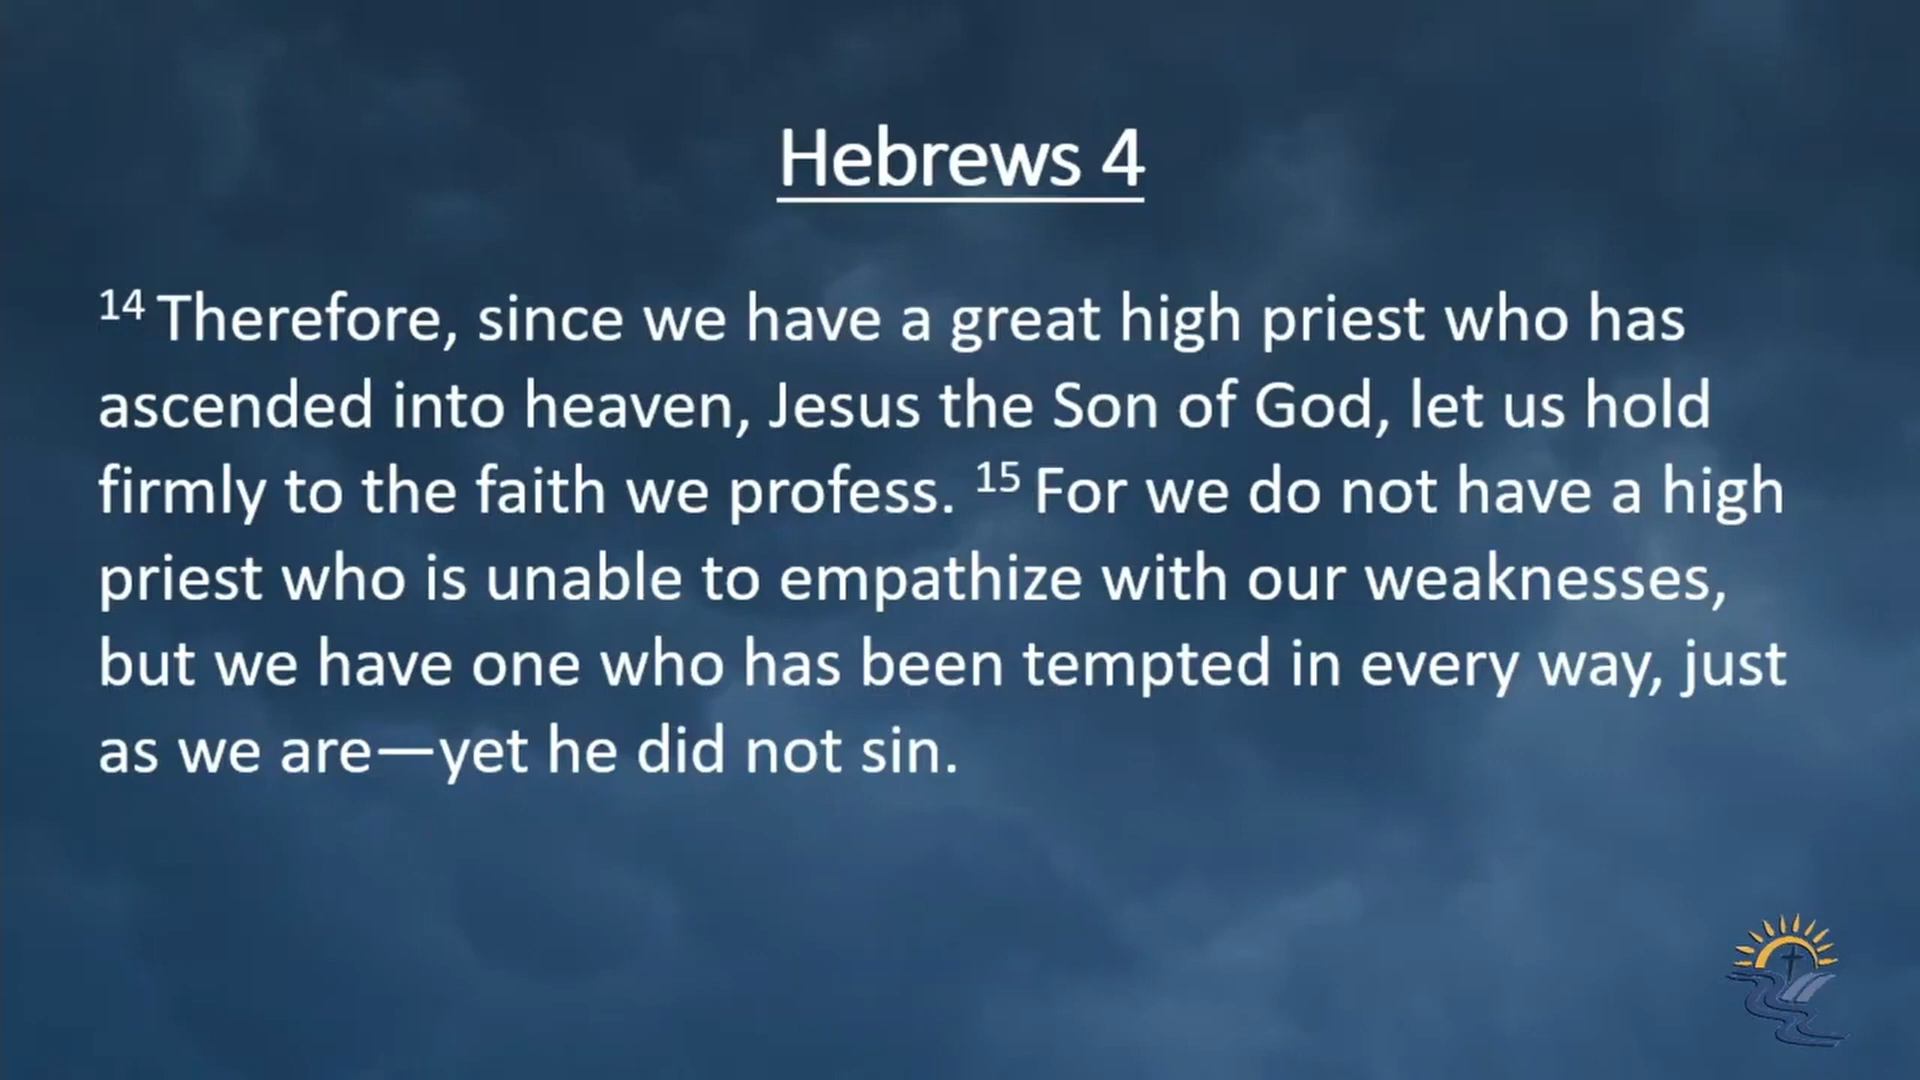 Hebrews 4
14 Therefore, since we have a great high priest who has
ascended into heaven, Jesus the Son of God, let us hold
firmly to the faith we profess. 15 For we do not have a high
priest who is unable to empathize with our weaknesses,
but we have one who has been tempted in every way, just
as we are—yet he did not sin.